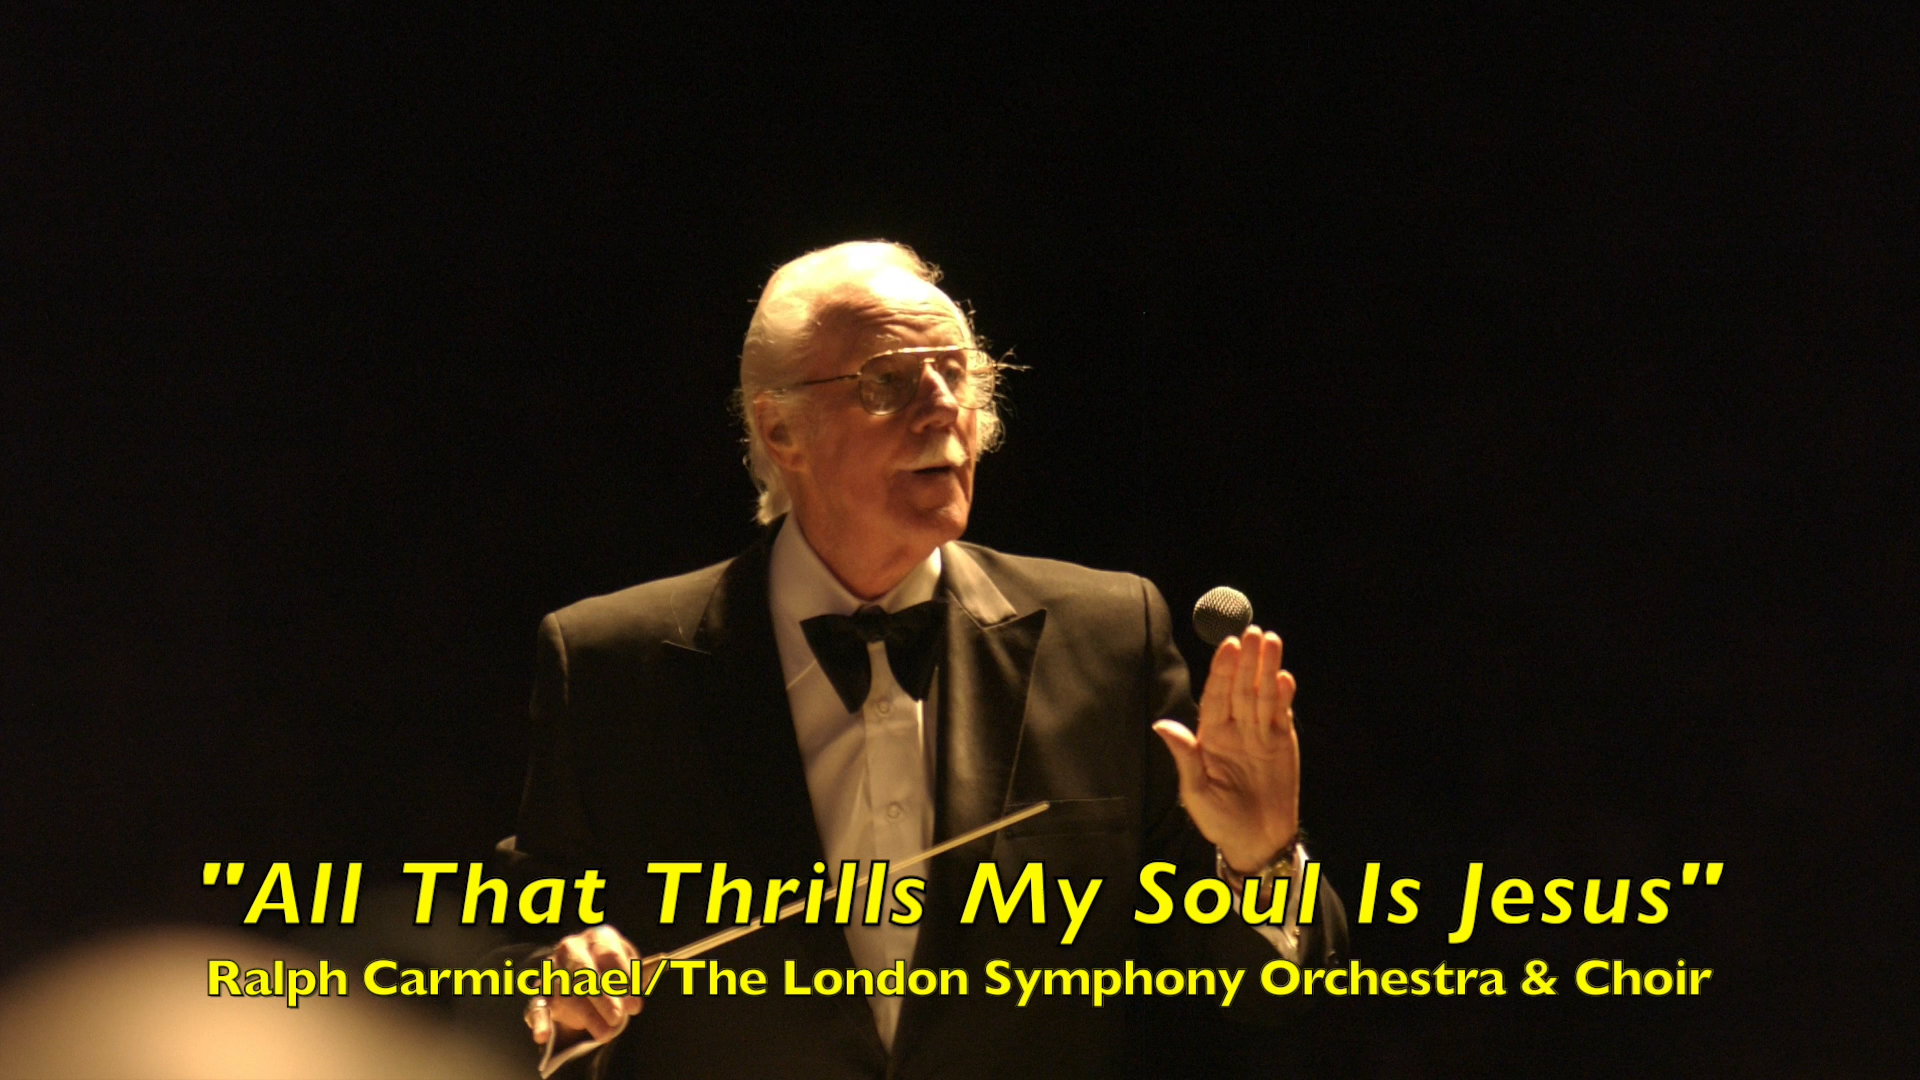 "All That Thrills My Soul Is Jesus"
Ralph Carmichael/The London Symphony Orchestra & Choir